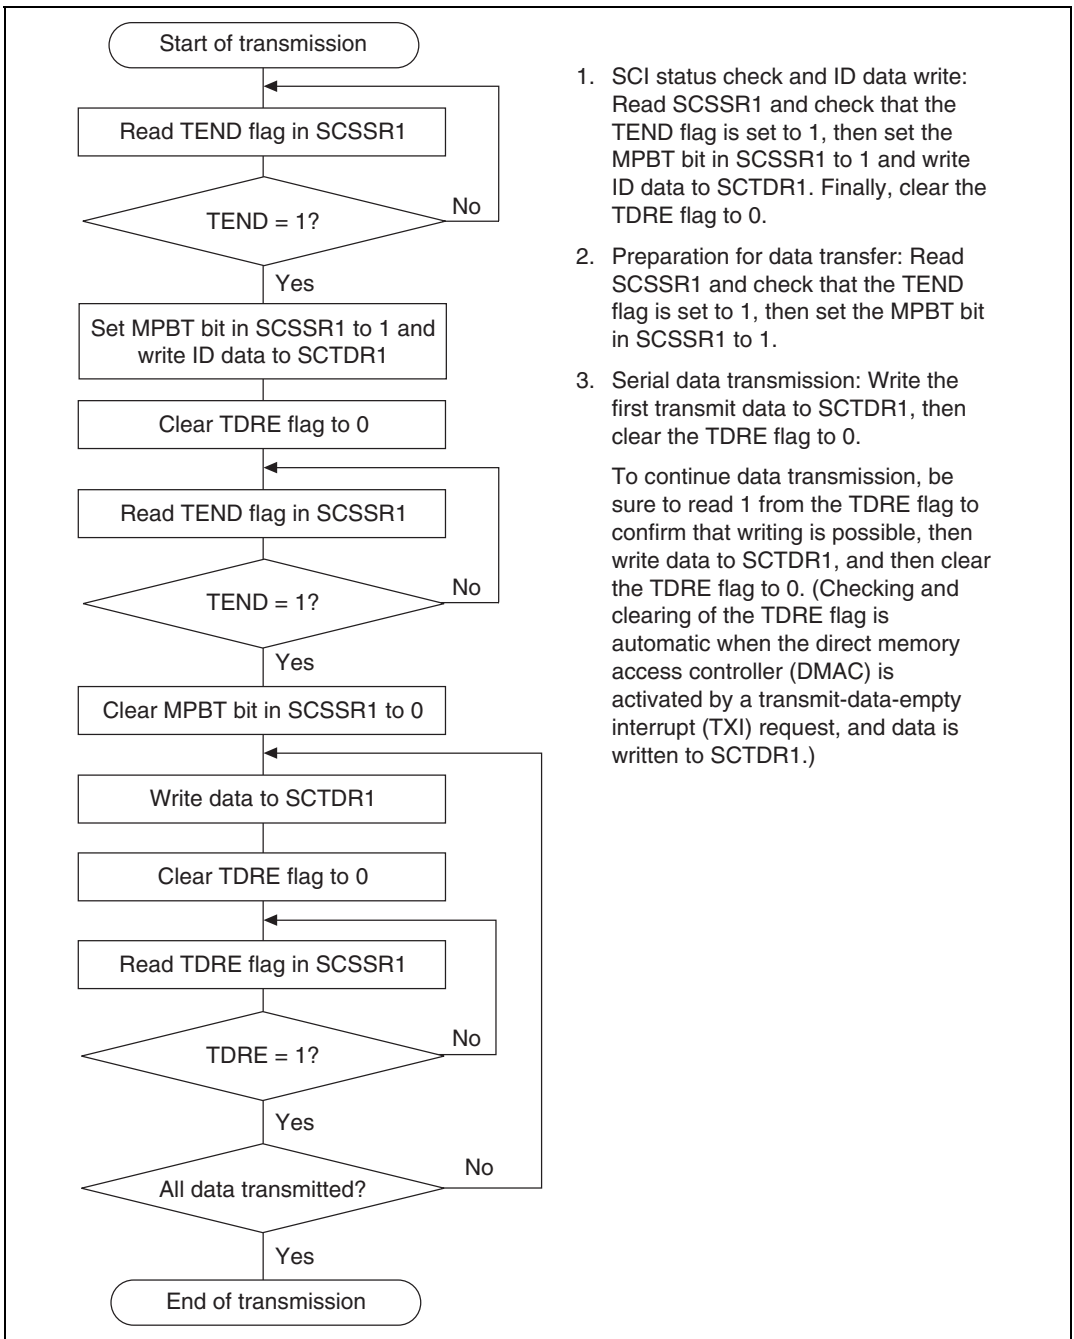 Start of transmission
Read TEND flag in SCSSR1
TEND = 1?
No
Yes
Set MPBT bit in SCSSR1 to 1 and
write ID data to SCTDR1
Clear TDRE flag to 0
Read TEND flag in SCSSR1
TEND = 1?
No
Yes
Clear MPBT bit in SCSSR1 to 0
Write data to SCTDR1
Clear TDRE flag to 0
Read TDRE flag in SCSSR1
TDRE = 1?
No
Yes
All data transmitted?
No
Yes
End of transmission
1. SCI status check and ID data write:
Read SCSSR1 and check that the
TEND flag is set to 1, then set the
MPBT bit in SCSSR1 to 1 and write
ID data to SCTDR1. Finally, clear the
TDRE flag to 0.
2. Preparation for data transfer: Read
SCSSR1 and check that the TEND
flag is set to 1, then set the MPBT bit
in SCSSR1 to 1.
3. Serial data transmission: Write the
first transmit data to SCTDR1, then
clear the TDRE flag to 0.
To continue data transmission, be
sure to read 1 from the TDRE flag to
confirm that writing is possible, then
write data to SCTDR1, and then clear
the TDRE flag to 0. (Checking and
clearing of the TDRE flag is
automatic when the direct memory
access controller (DMAC) is
activated by a transmit-data-empty
interrupt (TXI) request, and data is
written to SCTDR1.)